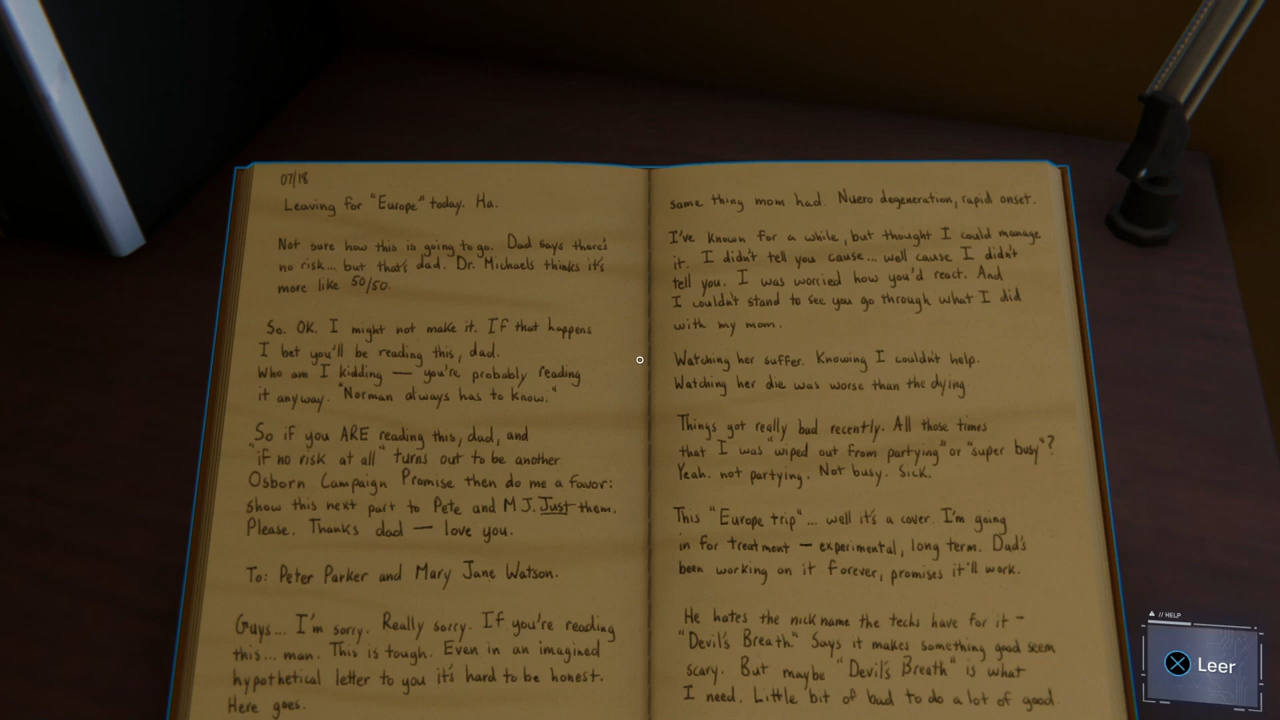 07/18
Leaving for "Europe" today. Ha.
Not sure how this is going to go. Dad says there's
no risk... but that's dad. Dr. Michaels thinks it's
more like 50/50.
So. OK. I might not make it. If that happens
I bet you'll be reading this, dad.
Who am I kidding — you're probably reading
it anyway. "Norman always has to know."
So if you ARE reading this, dad, and
"if no risk at all" turns out to be another
Osborn Campaign Promise then do me a favor:
show this next part to Pete and MJ. Just them.
Please. Thanks dad — love you.
To: Peter Parker and Mary Jane Watson.
Guys... I'm sorry. Really sorry. If you're reading
this... man. This is tough. Even in an imagined
hypothetical letter to you it's hard to be honest.
Here goes.
same thing mom had. Nuero degeneration, rapid onset.
I've known for a while, but thought I could manage
it. I didn't tell you cause... well cause I didn't
tell you. I was worried how you'd react. And
I couldn't stand to see you go through what I did
with my mom.
Watching her suffer. Knowing I couldn't help.
Watching her die was worse than the dying
Things got really bad recently. All those times
that I was "wiped out from partying" or "super busy"?
Yeah. not partying. Not busy. Sick.
This "Europe trip"... well it's a cover. I'm going
in for treatment — experimental, long term. Dad's
been working on it forever, promises it'll work.
He hates the nickname the techs have for it -
"Devil's Breath." Says it makes something good seem
scary. But maybe "Devil's Breath" is what
I need. Little bit of bad to do a lot of good.
// HELP
Leer